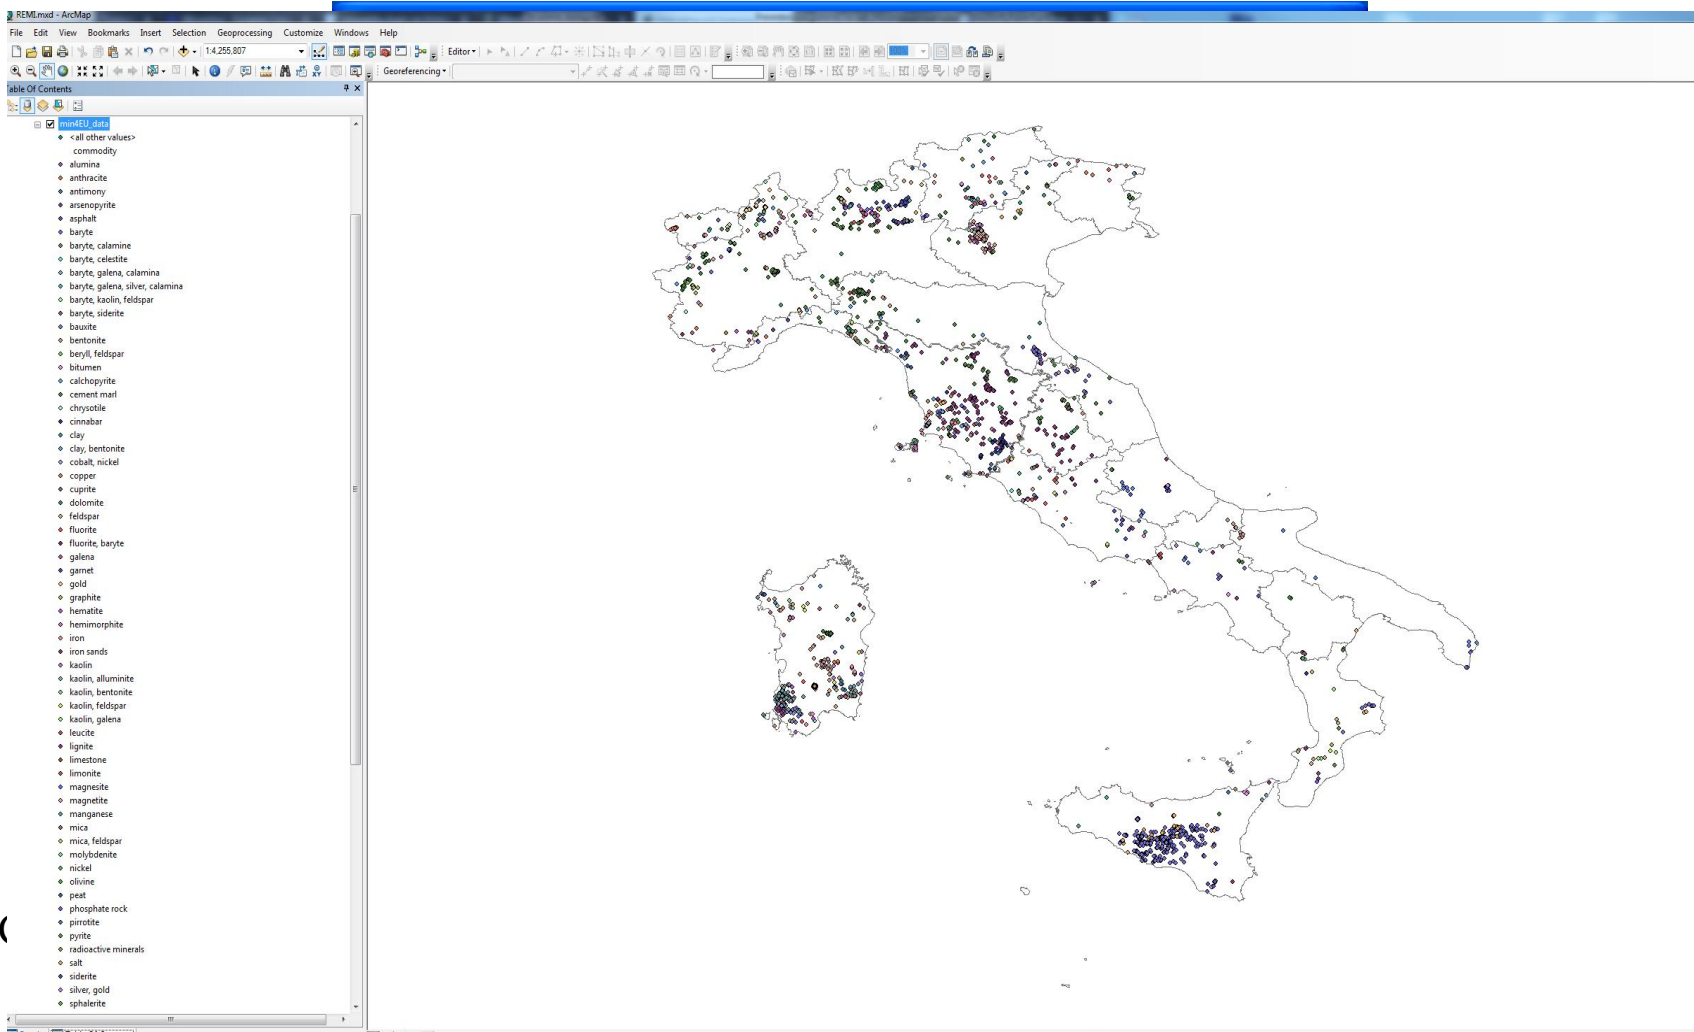 REMI.mxd - ArcMap
File Edit View Bookmarks Insert Selection Geoprocessing Customize Windows Help
1:4,255,807 Editor
Georeferencing
able Of Contents
min4EU_data
<all other values>
commodity
alumina
anthracite
antimony
arsenopyrite
asphalt
baryte
baryte, calamine
baryte, celestite
baryte, galena, calamina
baryte, galena, silver, calamina
baryte, kaolin, feldspar
baryte, siderite
bauxite
bentonite
beryll, feldspar
bitumen
calchopyrite
cement marl
chrysotile
cinnabar
clay
clay, bentonite
cobalt, nickel
copper
cuprite
dolomite
feldspar
fluorite
fluorite, baryte
galena
garnet
gold
graphite
hematite
hemimorphite
iron
iron sands
kaolin
kaolin, alluminite
kaolin, bentonite
kaolin, feldspar
kaolin, galena
leucite
lignite
limestone
limonite
magnesite
magnetite
manganese
mica
mica, feldspar
molybdenite
nickel
olivine
peat
phosphate rock
pirrotite
pyrite
radioactive minerals
salt
siderite
silver, gold
sphalerite